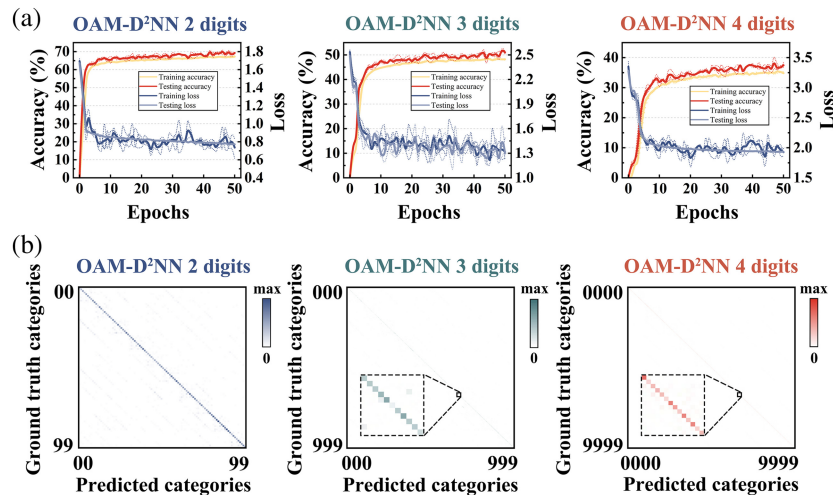 (a)
OAM-D²NN 2 digits
OAM-D²NN 3 digits
OAM-D²NN 4 digits
Accuracy (%)
70
60
50
40
30
20
10
0
Training accuracy
Testing accuracy
Training loss
Testing loss
1.8
1.6
1.4
1.2
1.0
0.8
0.6
0.4
Loss
0 10 20 30 40 50
Epochs
Accuracy (%)
50
40
30
20
10
0
Training accuracy
Testing accuracy
Training loss
Testing loss
2.5
2.2
1.9
1.6
1.3
1.0
Loss
0 10 20 30 40 50
Epochs
Accuracy (%)
40
30
20
10
0
Training accuracy
Testing accuracy
Training loss
Testing loss
3.5
3.1
2.7
2.3
1.9
1.5
Loss
0 10 20 30 40 50
Epochs
(b)
OAM-D²NN 2 digits
OAM-D²NN 3 digits
OAM-D²NN 4 digits
Ground truth categories
00
99
00 99
Predicted categories
max
0
Ground truth categories
000
9999
000 9999
Predicted categories
max
0
Ground truth categories
0000
9999
0000 9999
Predicted categories
max
0